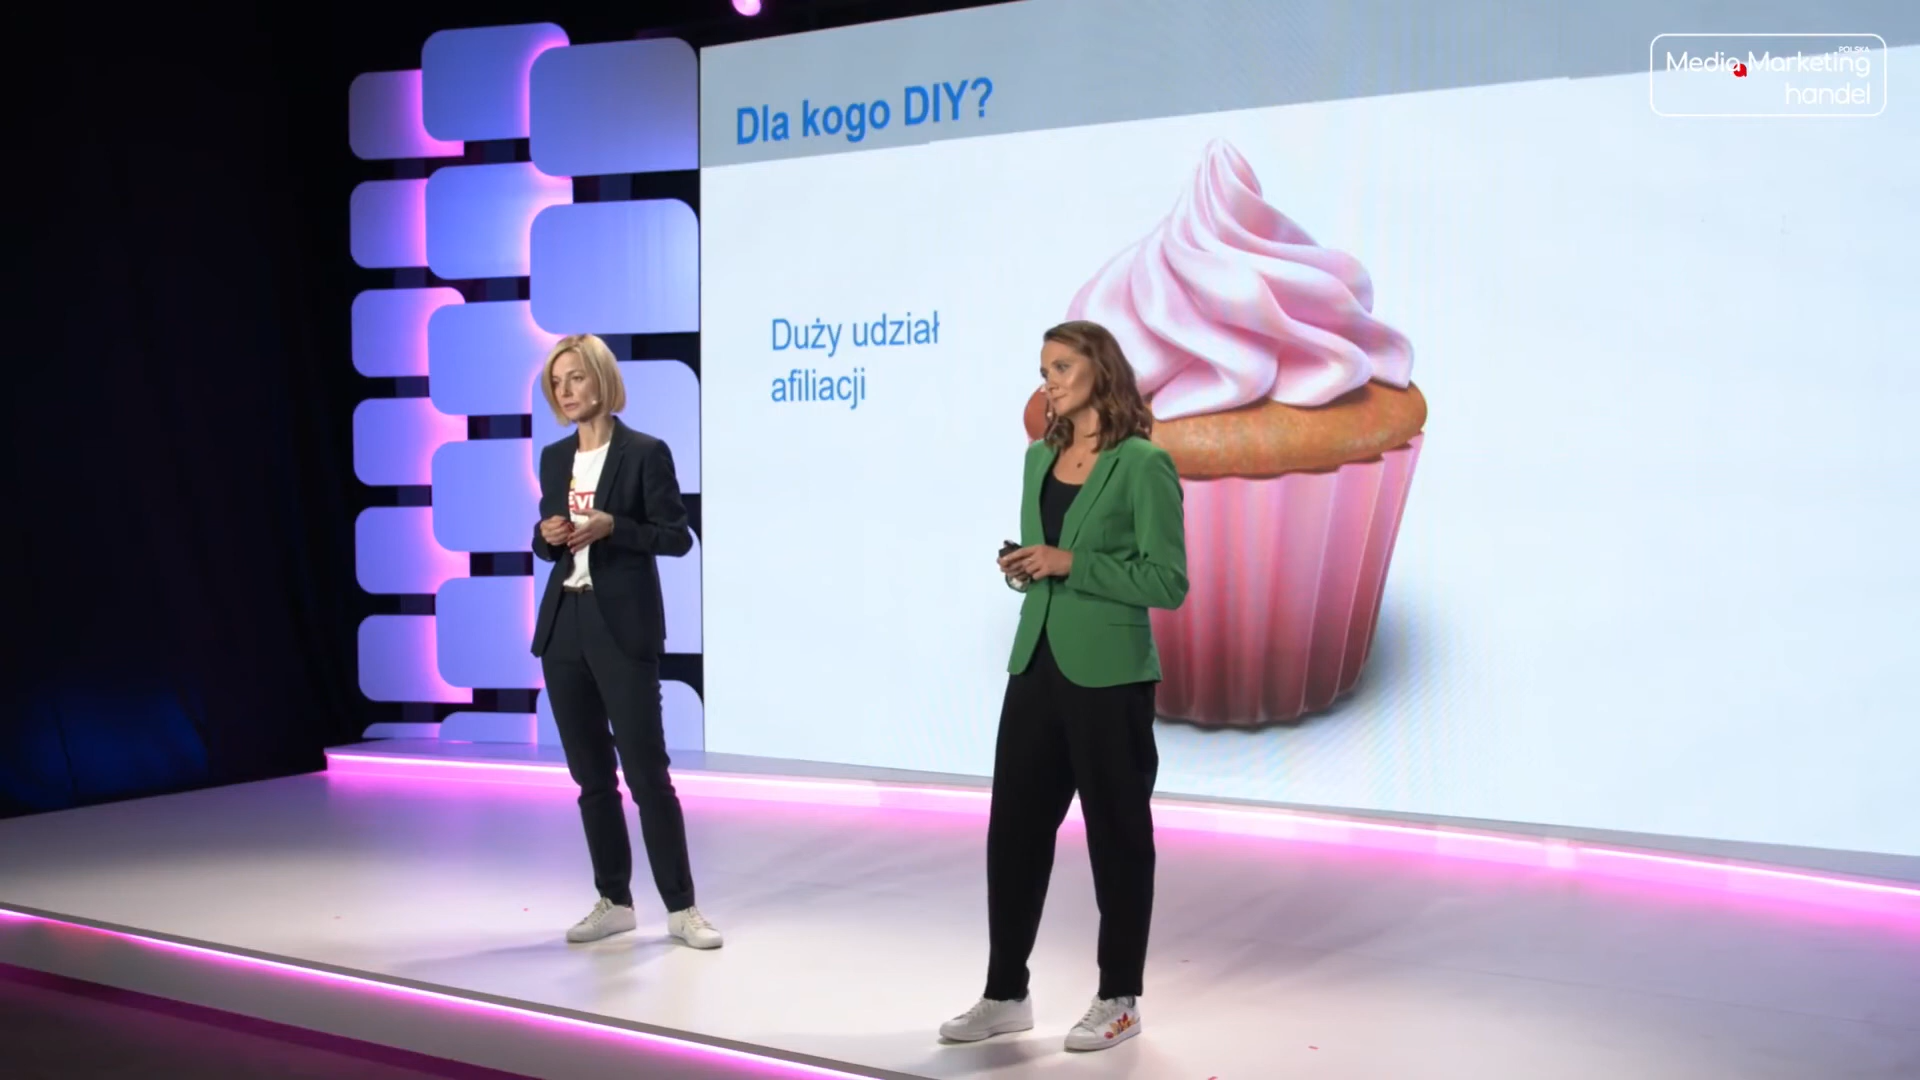 Dla kogo DIY?
Duży udział
afiliacji
POLSKA
Media Marketing
handel